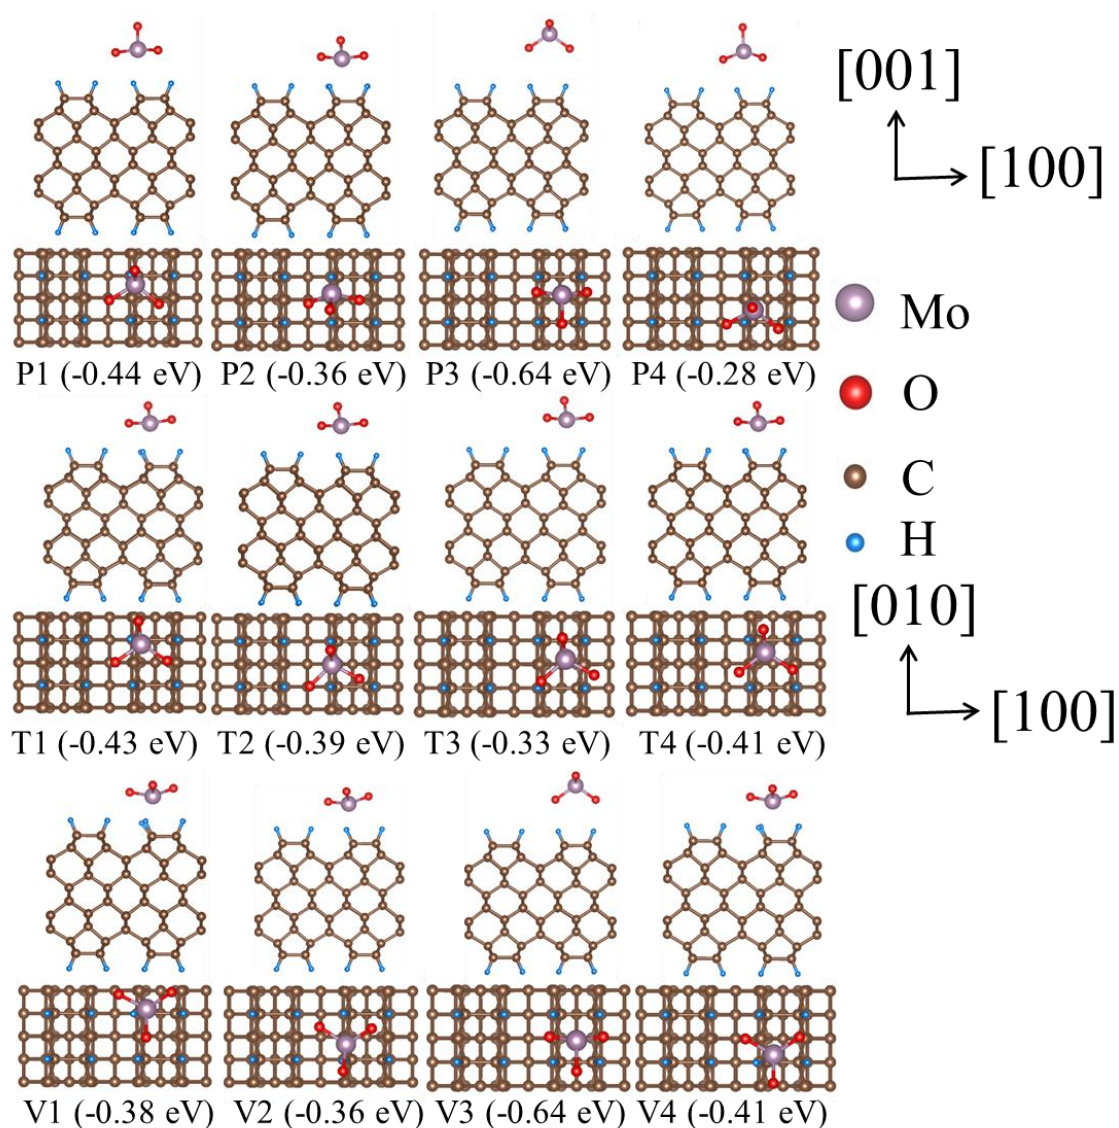 [001]
[100]
Mo
P1 (-0.44 eV) P2 (-0.36 eV) P3 (-0.64 eV) P4 (-0.28 eV)
O
C
H
[010]
[100]
T1 (-0.43 eV) T2 (-0.39 eV) T3 (-0.33 eV) T4 (-0.41 eV)
V1 (-0.38 eV) V2 (-0.36 eV) V3 (-0.64 eV) V4 (-0.41 eV)